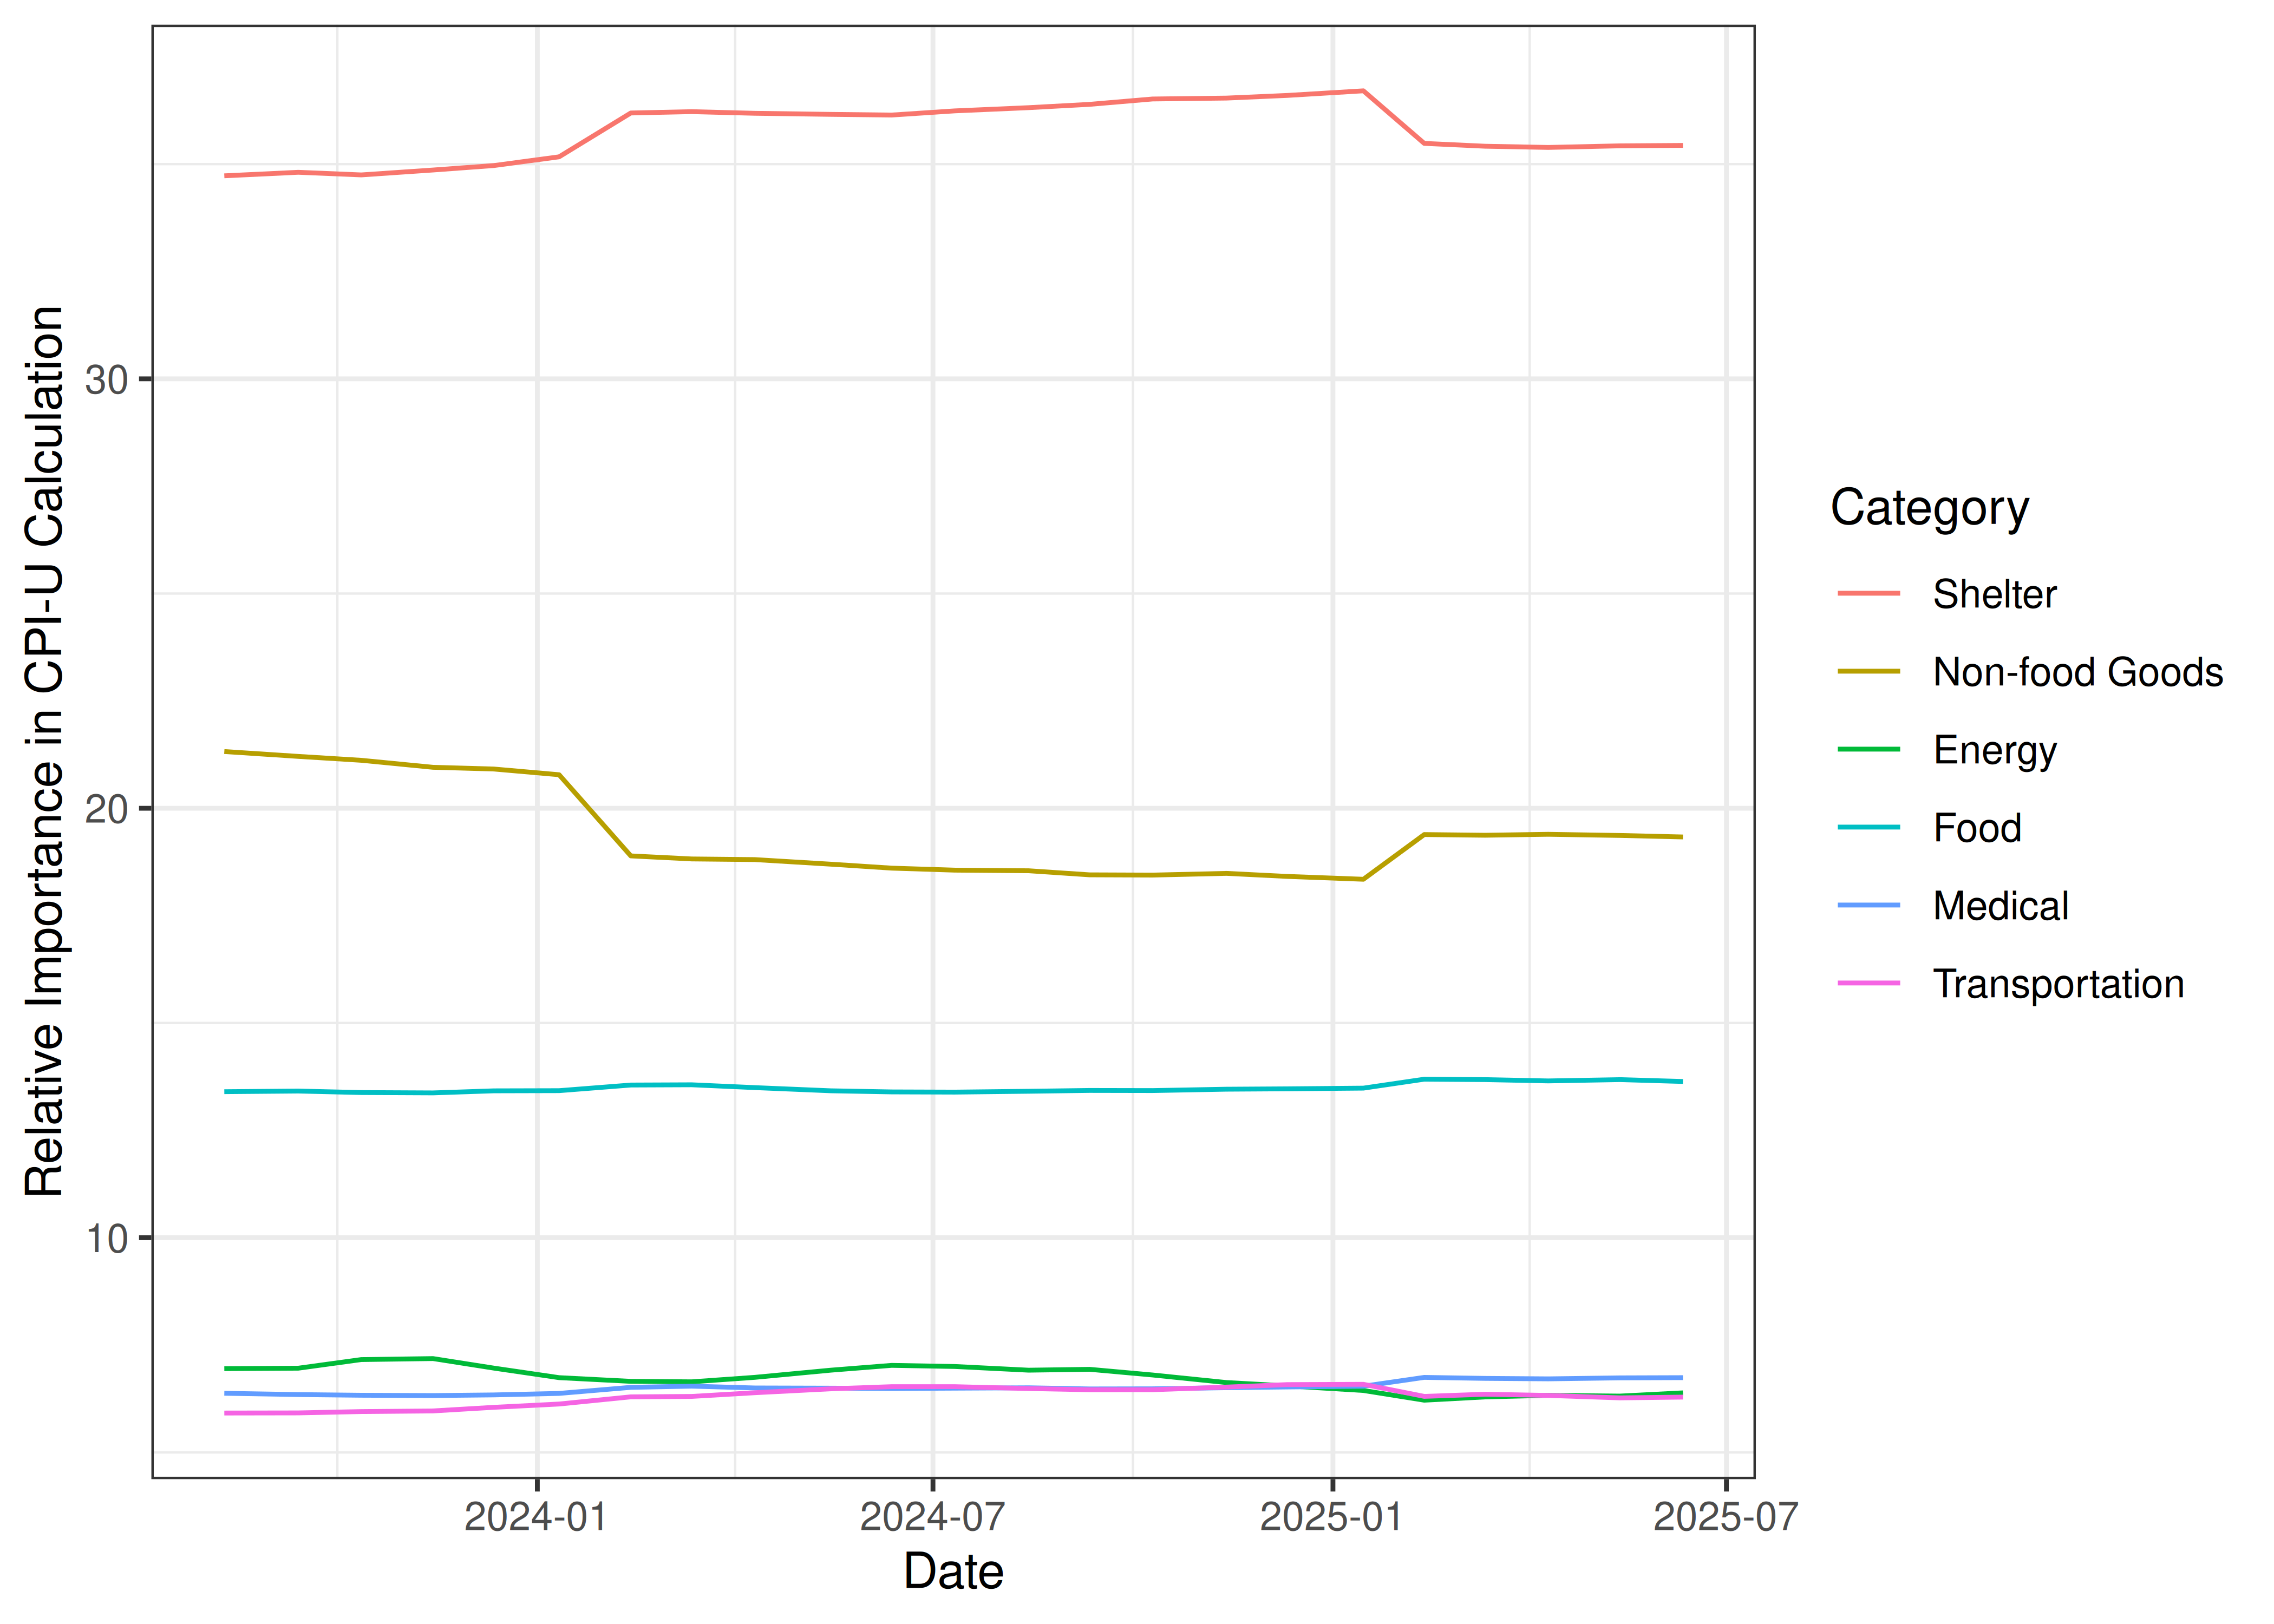 Relative Importance in CPI-U Calculation
30
20
10
2024-01
2024-07
2025-01
2025-07
Date
Category
Shelter
Non-food Goods
Energy
Food
Medical
Transportation